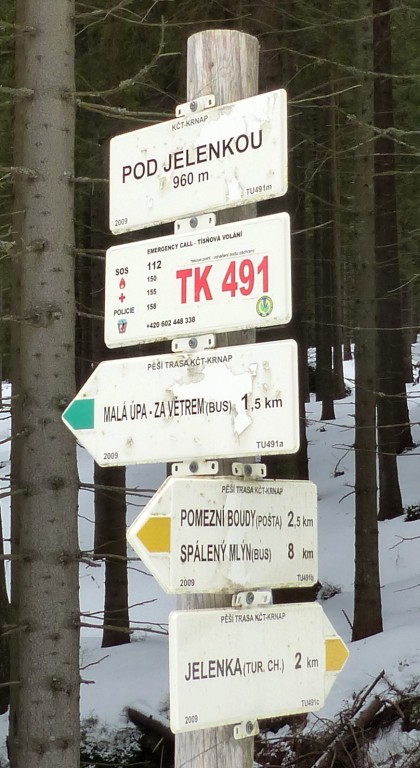 KČT-KRNAP
POD JELENKOU
960 m
2009 TU491m
EMERGENCY CALL - TÍSŇOVÁ VOLÁNÍ
SOS 112
150
155
POLICIE 158
+420 602 448 338
TK 491
PĚŠÍ TRASA KČT-KRNAP
MALÁ ÚPA - ZA VĚTREM(BUS) 1,5 km
2009 TU491a
PĚŠÍ TRASA KČT-KRNAP
POMEZNÍ BOUDY(POŠTA) 2,5 km
SPÁLENÝ MLÝN(BUS) 8 km
2009 TU491b
PĚŠÍ TRASA KČT-KRNAP
JELENKA(TUR. CH.) 2 km
2009 TU491c